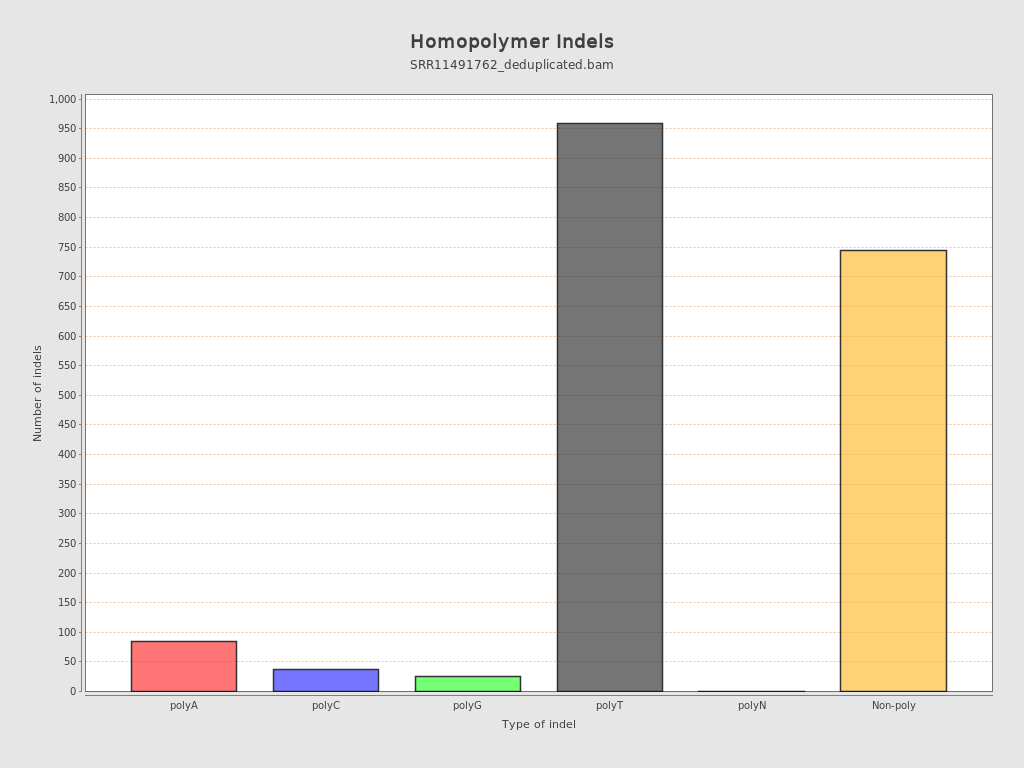 Homopolymer Indels
SRR11491762_deduplicated.bam
1,000
950
900
850
800
750
700
650
600
550
500
450
400
350
300
250
200
150
100
50
0
Number of indels
polyA
polyC
polyG
polyT
polyN
Non-poly
Type of indel